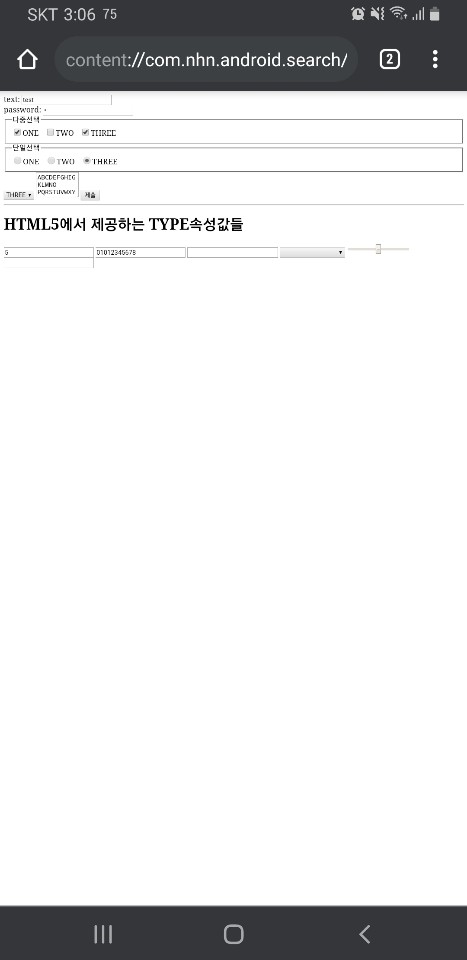 SKT 3:06 75
content://com.nhn.android.search/ 2
text: test
password:
다중선택
ONE TWO THREE
단일선택
ONE TWO THREE
ABCDEFGHIG
KLMNO
THREE PQRSTUVWXY 제출
HTML5에서 제공하는 TYPE속성값들
5 01012345678